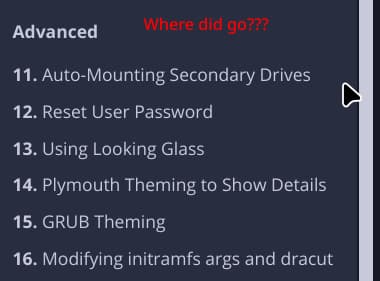 Where did go???
Advanced
11. Auto-Mounting Secondary Drives
12. Reset User Password
13. Using Looking Glass
14. Plymouth Theming to Show Details
15. GRUB Theming
16. Modifying initramfs args and dracut